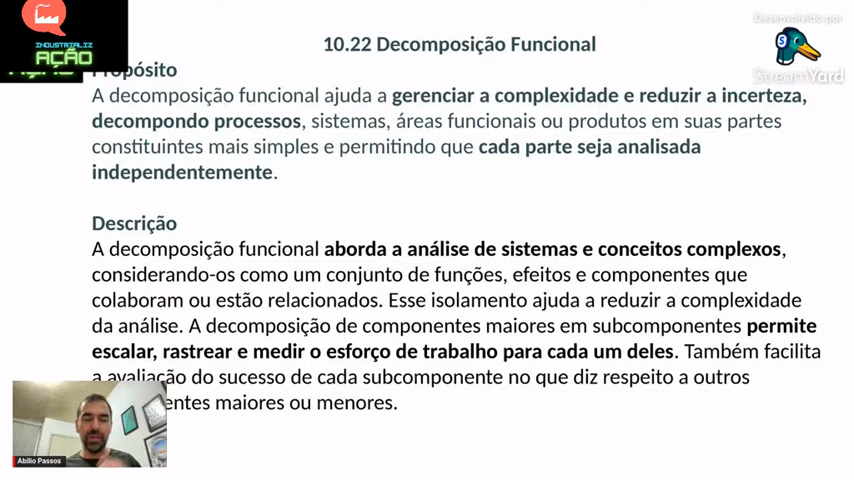 INDUSTRIALIZ
AÇÃO
Desenvolvido por
StreamYard
10.22 Decomposição Funcional
Propósito
A decomposição funcional ajuda a gerenciar a complexidade e reduzir a incerteza,
decompondo processos, sistemas, áreas funcionais ou produtos em suas partes
constituintes mais simples e permitindo que cada parte seja analisada
independentemente.
Descrição
A decomposição funcional aborda a análise de sistemas e conceitos complexos,
considerando-os como um conjunto de funções, efeitos e componentes que
colaboram ou estão relacionados. Esse isolamento ajuda a reduzir a complexidade
da análise. A decomposição de componentes maiores em subcomponentes permite
escalar, rastrear e medir o esforço de trabalho para cada um deles. Também facilita
a avaliação do sucesso de cada subcomponente no que diz respeito a outros
entes maiores ou menores.
Abilio Passos